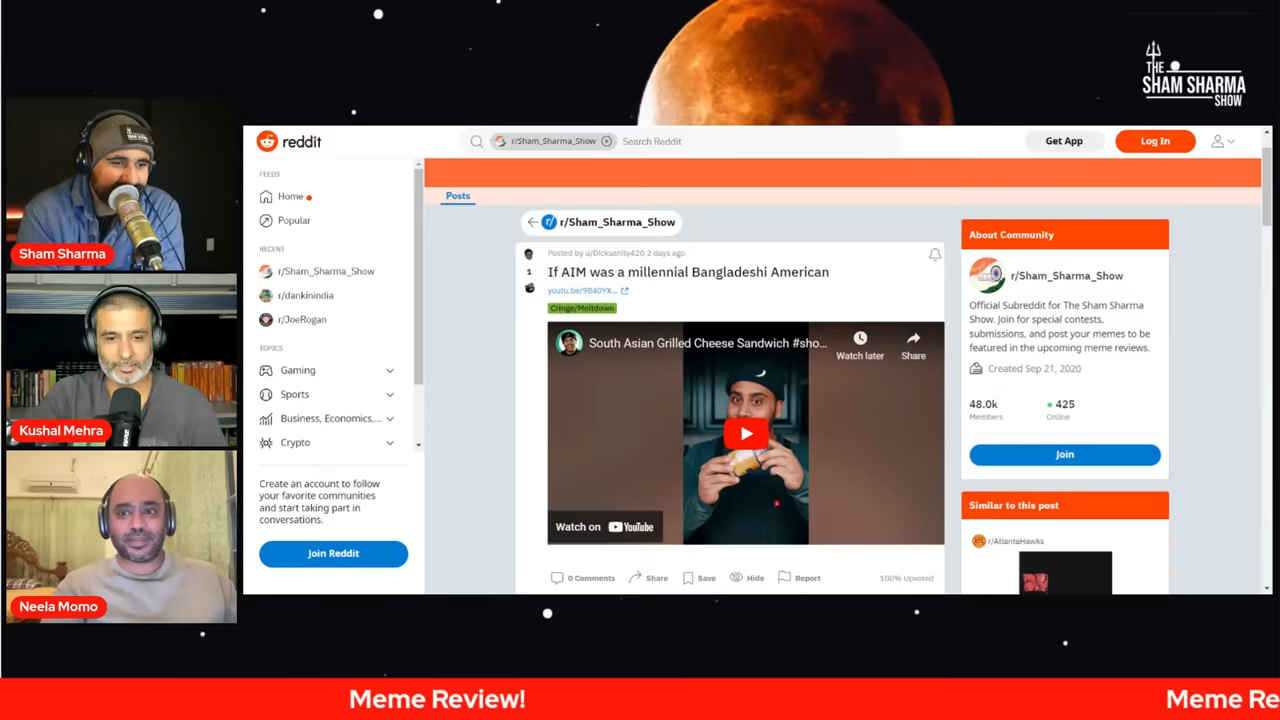 THE
SHAM SHARMA
SHOW
Sham Sharma
Kushal Mehra
Neela Momo
reddit
r/Sham_Sharma_Show
Search Reddit
Get App
Log In
FEEDS
Home
Popular
RECENT
r/Sham_Sharma_Show
r/dankinindia
r/JoeRogan
TOPICS
Gaming
Sports
Business, Economics,...
Crypto
Create an account to follow
your favorite communities
and start taking part in
conversations.
Join Reddit
Posts
r/Sham_Sharma_Show
Posted by u/Dicksanity420 2 days ago
1
If AIM was a millennial Bangladeshi American
youtu.be/9840YX...
Cringe/Meltdown
South Asian Grilled Cheese Sandwich #sho...
Watch later
Share
Watch on YouTube
0 Comments
Share
Save
Hide
Report
100% Upvoted
About Community
r/Sham_Sharma_Show
Official Subreddit for The Sham Sharma
Show. Join for special contests,
submissions, and post your memes to
be featured in the upcoming meme reviews.
Created Sep 21, 2020
48.0k
Members
425
Online
Join
Similar to this post
r/AtlantaHawks
Meme Review!
Meme Re